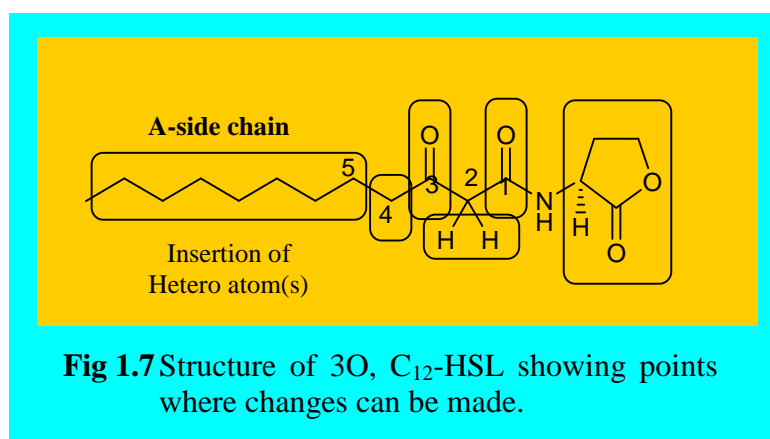 A-side chain
O O
5 3 2 1 O
4 N
H H H H O
Insertion of
Hetero atom(s)
Fig 1.7 Structure of 3O, C₁₂-HSL showing points
where changes can be made.